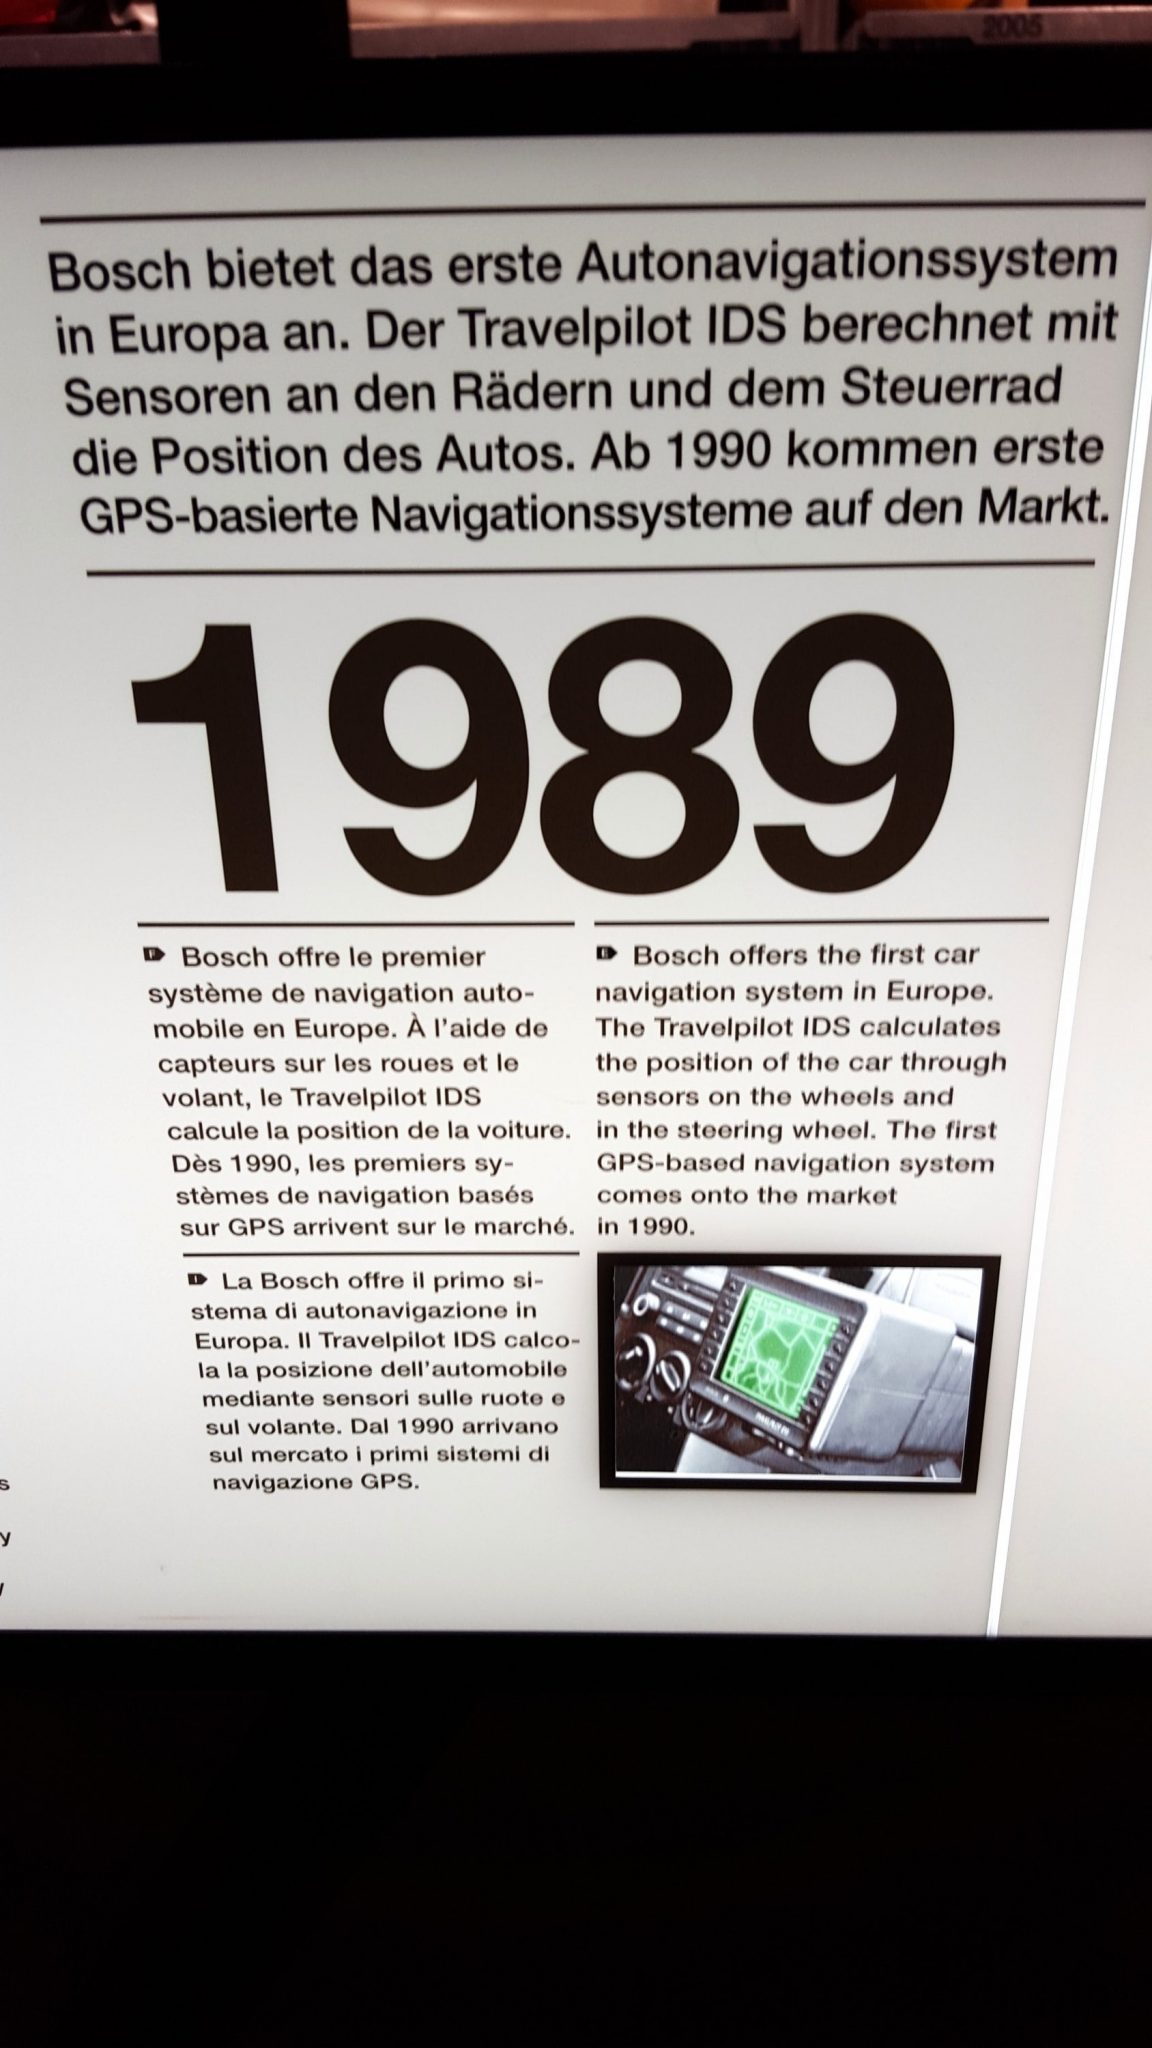 2005
Bosch bietet das erste Autonavigationssystem
in Europa an. Der Travelpilot IDS berechnet mit
Sensoren an den Rädern und dem Steuerrad
die Position des Autos. Ab 1990 kommen erste
GPS-basierte Navigationssysteme auf den Markt.
1989
F Bosch offre le premier
système de navigation auto-
mobile en Europe. À l'aide de
capteurs sur les roues et le
volant, le Travelpilot IDS
calcule la position de la voiture.
Dès 1990, les premiers sy-
stèmes de navigation basés
sur GPS arrivent sur le marché.
E Bosch offers the first car
navigation system in Europe.
The Travelpilot IDS calculates
the position of the car through
sensors on the wheels and
in the steering wheel. The first
GPS-based navigation system
comes onto the market
in 1990.
I La Bosch offre il primo si-
stema di autonavigazione in
Europa. Il Travelpilot IDS calco-
la la posizione dell'automobile
mediante sensori sulle ruote e
sul volante. Dal 1990 arrivano
sul mercato i primi sistemi di
navigazione GPS.
s
y